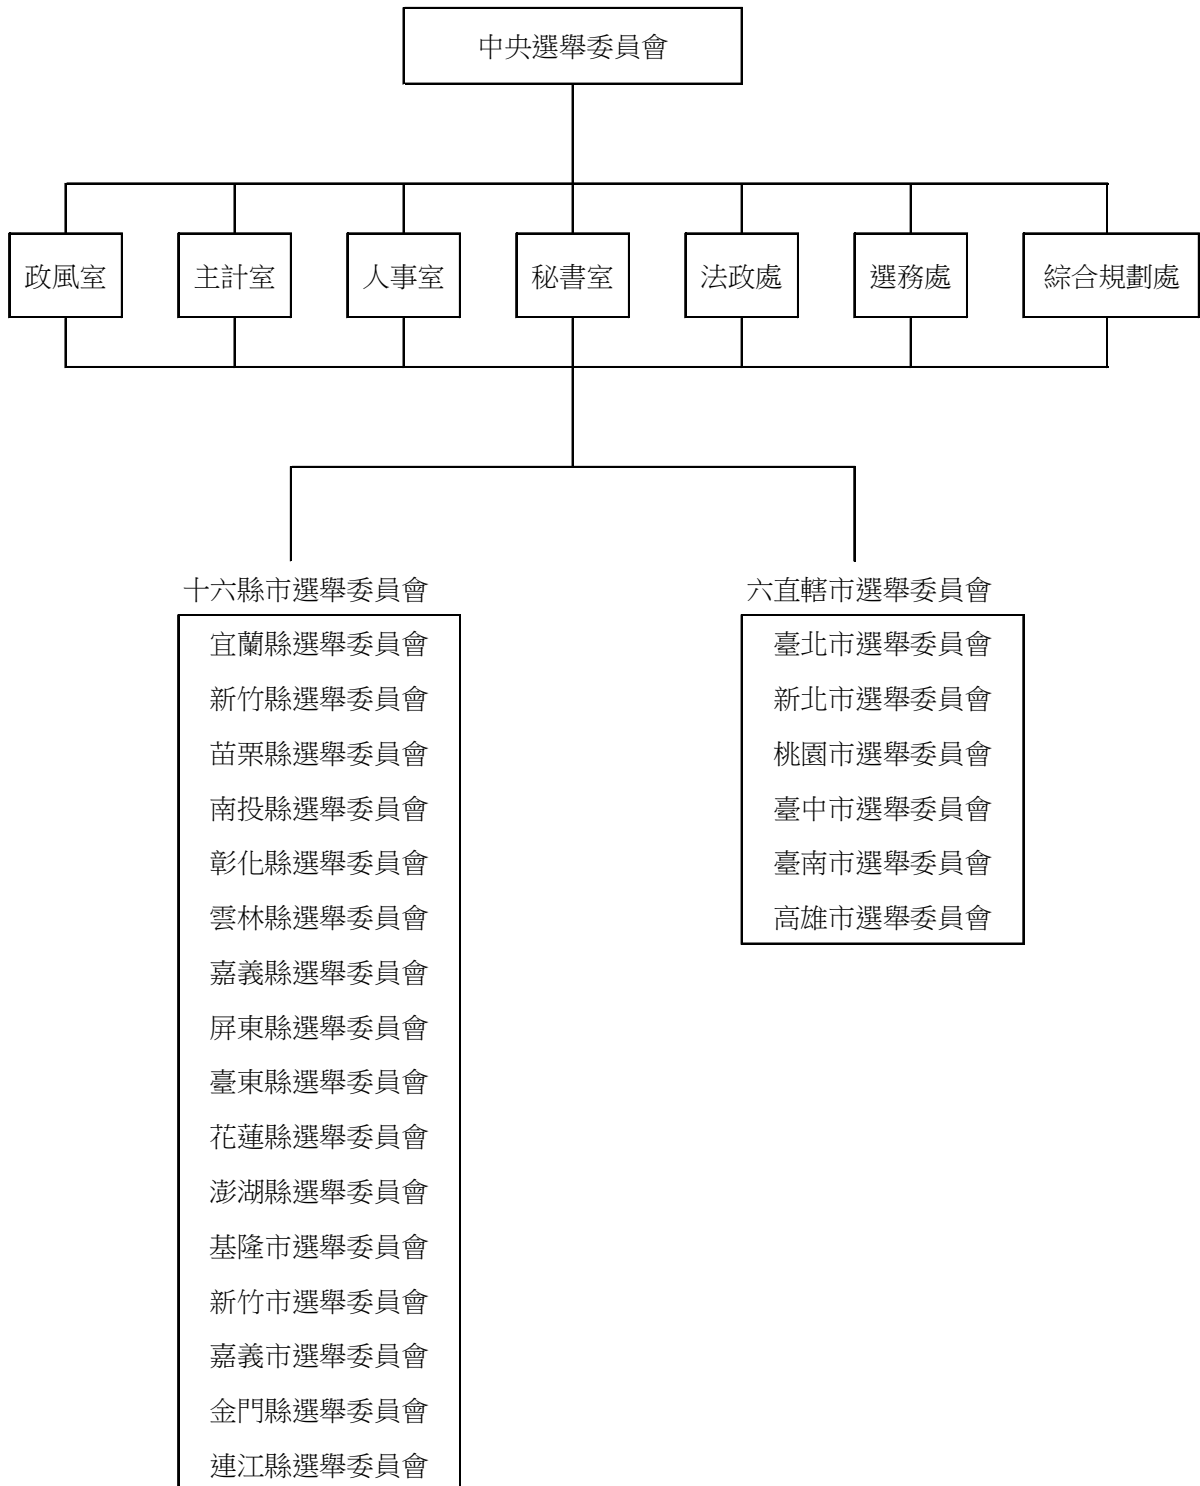 中央選舉委員會
政風室 主計室 人事室 秘書室 法政處 選務處 綜合規劃處
十六縣市選舉委員會
宜蘭縣選舉委員會
新竹縣選舉委員會
苗栗縣選舉委員會
南投縣選舉委員會
彰化縣選舉委員會
雲林縣選舉委員會
嘉義縣選舉委員會
屏東縣選舉委員會
臺東縣選舉委員會
花蓮縣選舉委員會
澎湖縣選舉委員會
基隆市選舉委員會
新竹市選舉委員會
嘉義市選舉委員會
金門縣選舉委員會
連江縣選舉委員會
六直轄市選舉委員會
臺北市選舉委員會
新北市選舉委員會
桃園市選舉委員會
臺中市選舉委員會
臺南市選舉委員會
高雄市選舉委員會